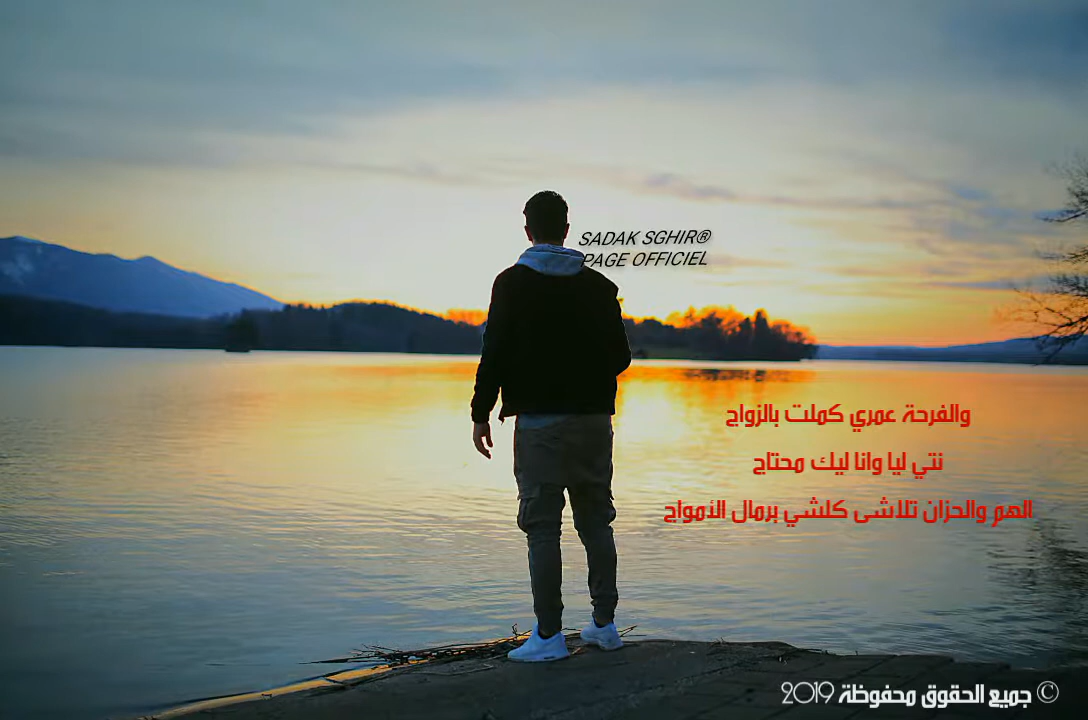 SADAK SGHIR®
PAGE OFFICIEL
والفرحة عمري كملت بالزواج
نتي ليا وانا ليك محتاج
الهم والحزان تلاشى كلشي برمال الأمواج
© جميع الحقوق محفوظة 2019